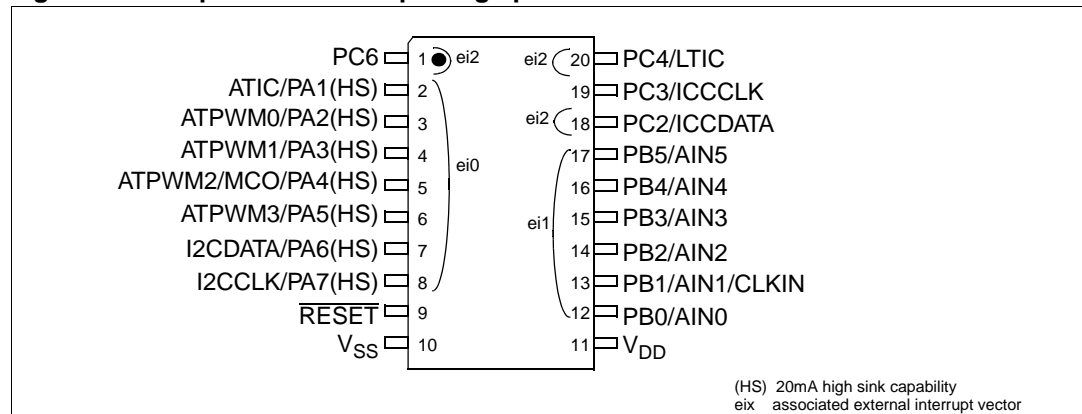 PC6 1 ei2 ei2 20 PC4/LTIC
ATIC/PA1(HS) 2 19 PC3/ICCCLK
ATPWM0/PA2(HS) 3 ei2 18 PC2/ICCDATA
ATPWM1/PA3(HS) 4 17 PB5/AIN5
ei0
ATPWM2/MCO/PA4(HS) 5 16 PB4/AIN4
ATPWM3/PA5(HS) 6 ei1 15 PB3/AIN3
I2CDATA/PA6(HS) 7 14 PB2/AIN2
I2CCLK/PA7(HS) 8 13 PB1/AIN1/CLKIN
RESET 9 12 PB0/AIN0
VSS 10 11 VDD
(HS) 20mA high sink capability
eix associated external interrupt vector